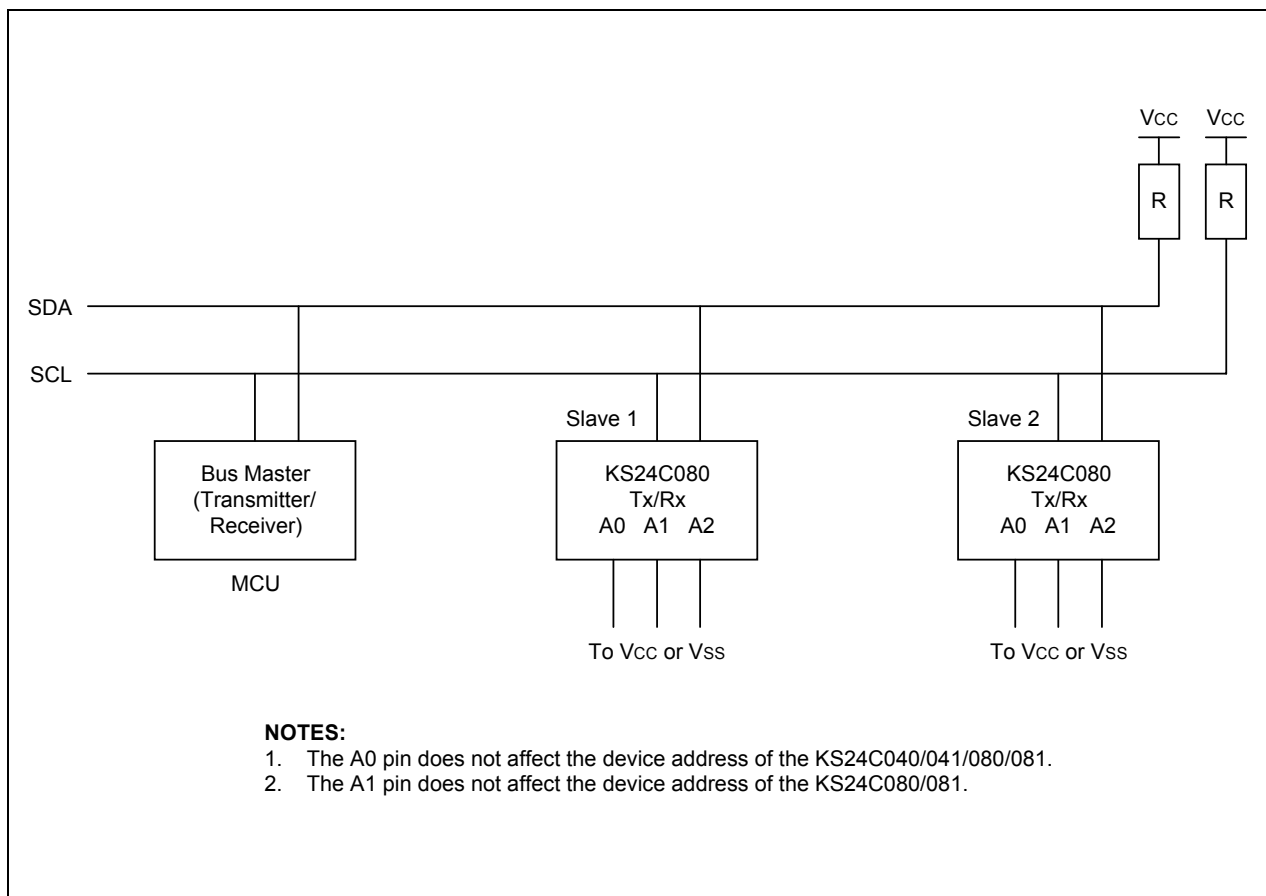 VCC VCC
R R
SDA
SCL
Slave 1
Slave 2
Bus Master
(Transmitter/
Receiver)
MCU
KS24C080
Tx/Rx
A0 A1 A2
To VCC or VSS
KS24C080
Tx/Rx
A0 A1 A2
To VCC or VSS
NOTES:
1. The A0 pin does not affect the device address of the KS24C040/041/080/081.
2. The A1 pin does not affect the device address of the KS24C080/081.